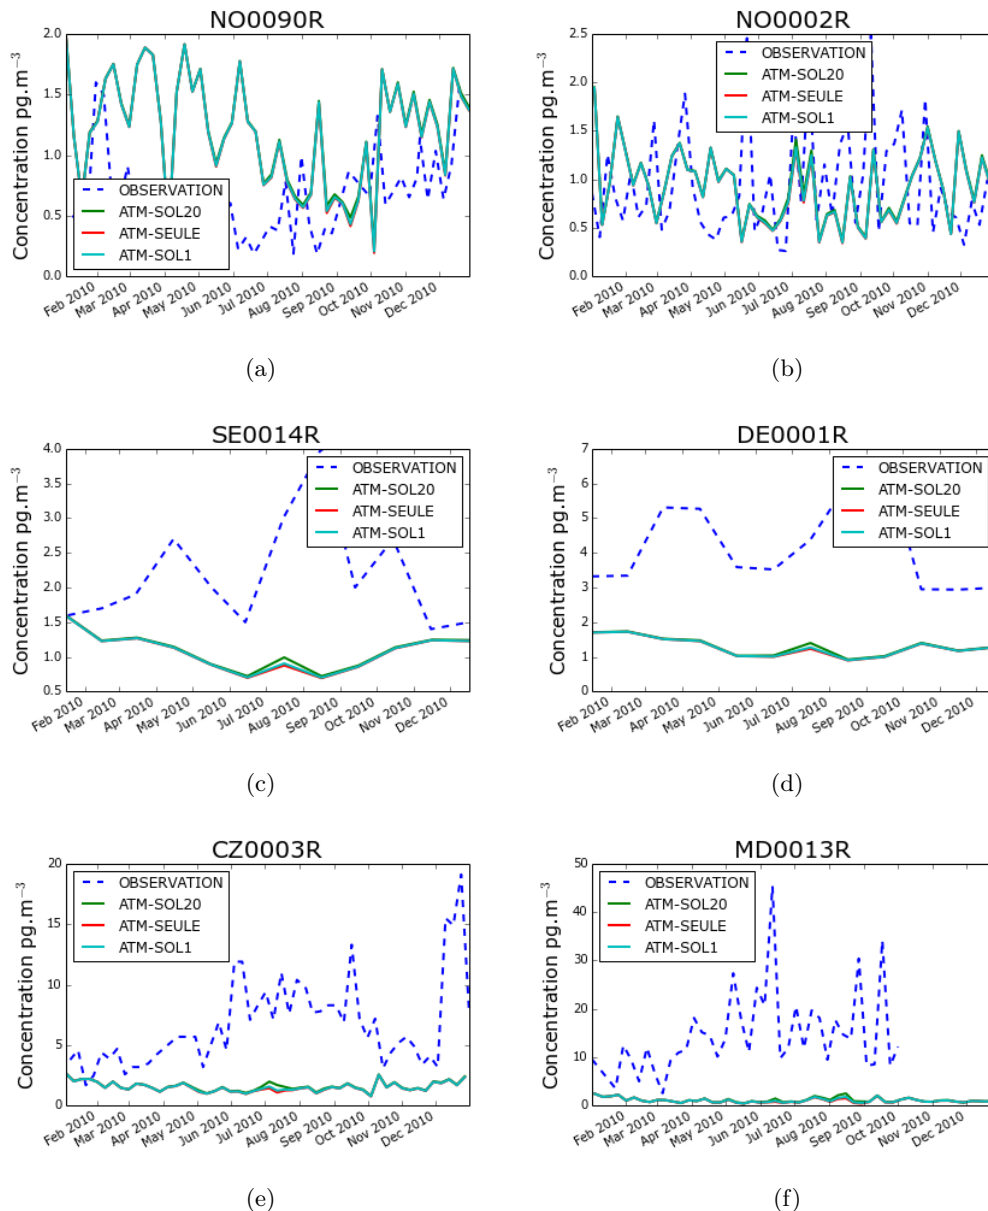 NO0090R
Concentration pg.m⁻³
2.0
1.5
1.0
0.5
0.0
OBSERVATION
ATM-SOL20
ATM-SEULE
ATM-SOL1
Feb 2010
Mar 2010
Apr 2010
May 2010
Jun 2010
Jul 2010
Aug 2010
Sep 2010
Oct 2010
Nov 2010
Dec 2010
(a)
NO0002R
Concentration pg.m⁻³
2.5
2.0
1.5
1.0
0.5
0.0
OBSERVATION
ATM-SOL20
ATM-SEULE
ATM-SOL1
Feb 2010
Mar 2010
Apr 2010
May 2010
Jun 2010
Jul 2010
Aug 2010
Sep 2010
Oct 2010
Nov 2010
Dec 2010
(b)
SE0014R
Concentration pg.m⁻³
4.0
3.5
3.0
2.5
2.0
1.5
1.0
0.5
OBSERVATION
ATM-SOL20
ATM-SEULE
ATM-SOL1
Feb 2010
Mar 2010
Apr 2010
May 2010
Jun 2010
Jul 2010
Aug 2010
Sep 2010
Oct 2010
Nov 2010
Dec 2010
(c)
DE0001R
Concentration pg.m⁻³
7
6
5
4
3
2
1
0
OBSERVATION
ATM-SOL20
ATM-SEULE
ATM-SOL1
Feb 2010
Mar 2010
Apr 2010
May 2010
Jun 2010
Jul 2010
Aug 2010
Sep 2010
Oct 2010
Nov 2010
Dec 2010
(d)
CZ0003R
Concentration pg.m⁻³
20
15
10
5
0
OBSERVATION
ATM-SOL20
ATM-SEULE
ATM-SOL1
Feb 2010
Mar 2010
Apr 2010
May 2010
Jun 2010
Jul 2010
Aug 2010
Sep 2010
Oct 2010
Nov 2010
Dec 2010
(e)
MD0013R
Concentration pg.m⁻³
50
40
30
20
10
0
OBSERVATION
ATM-SOL20
ATM-SEULE
ATM-SOL1
Feb 2010
Mar 2010
Apr 2010
May 2010
Jun 2010
Jul 2010
Aug 2010
Sep 2010
Oct 2010
Nov 2010
Dec 2010
(f)